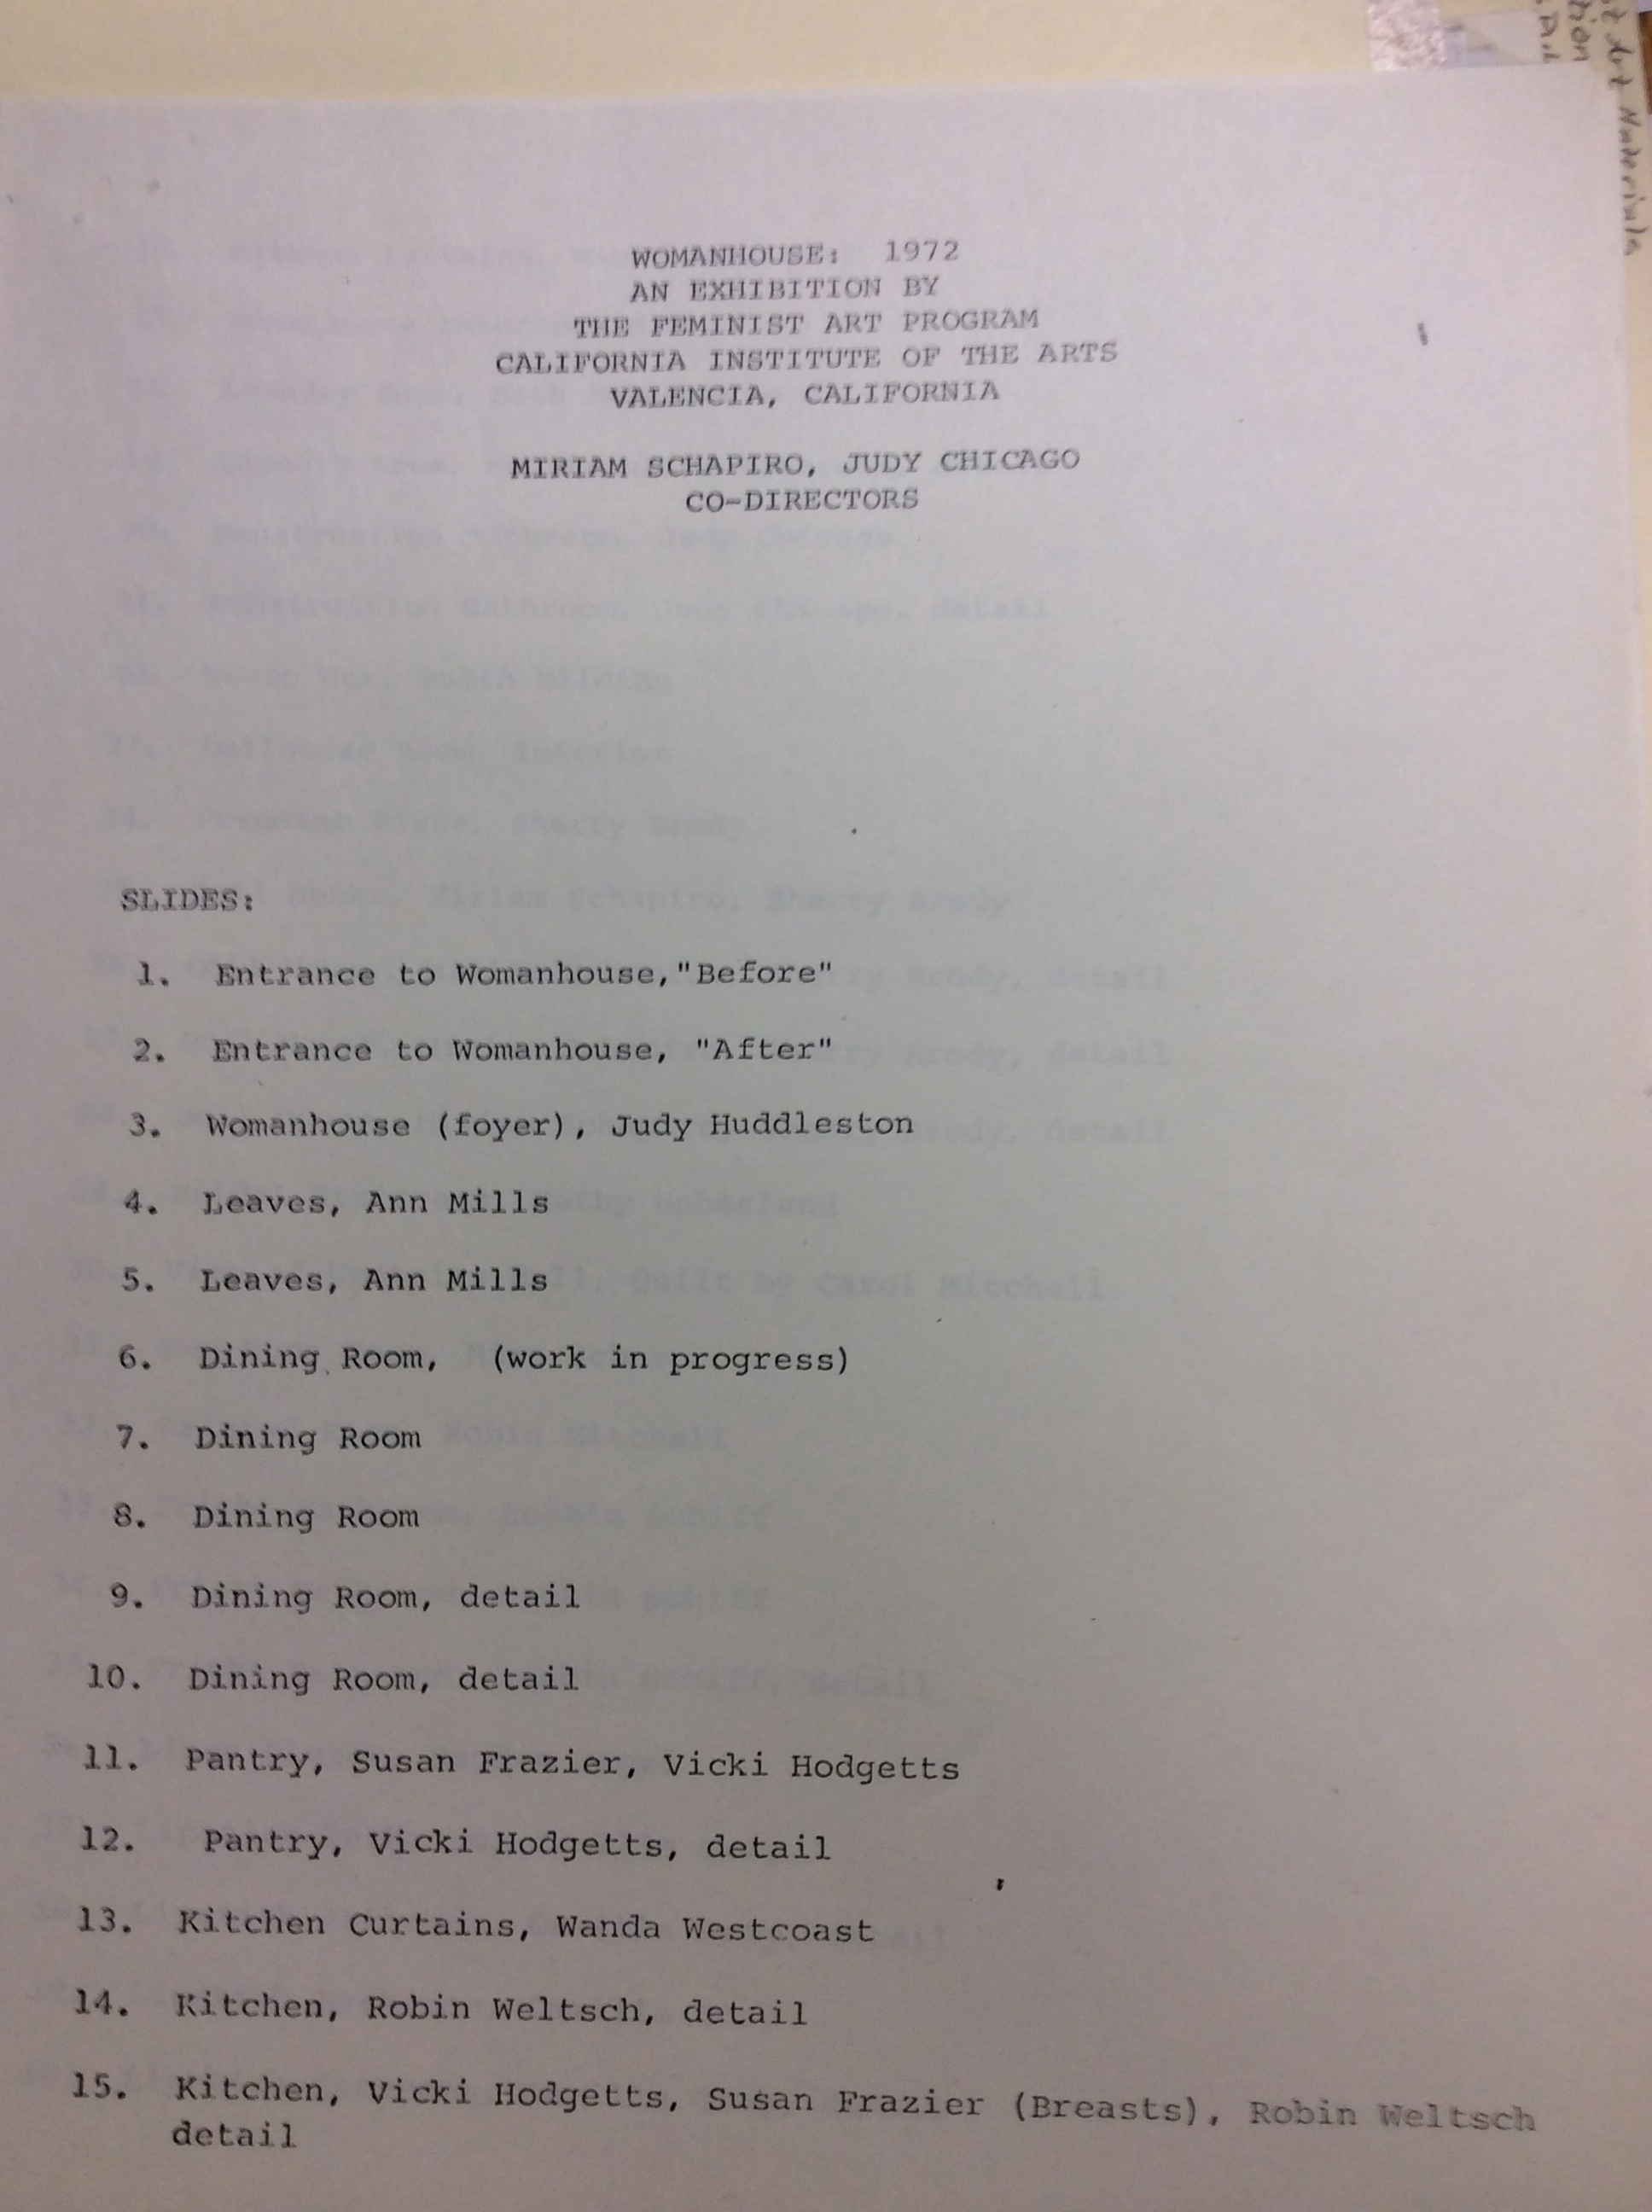 WOMANHOUSE: 1972
AN EXHIBITION BY
THE FEMINIST ART PROGRAM
CALIFORNIA INSTITUTE OF THE ARTS
VALENCIA, CALIFORNIA
MIRIAM SCHAPIRO, JUDY CHICAGO
CO-DIRECTORS
SLIDES:
1. Entrance to Womanhouse,"Before"
2. Entrance to Womanhouse, "After"
3. Womanhouse (foyer), Judy Huddleston
4. Leaves, Ann Mills
5. Leaves, Ann Mills
6. Dining Room, (work in progress)
7. Dining Room
8. Dining Room
9. Dining Room, detail
10. Dining Room, detail
11. Pantry, Susan Frazier, Vicki Hodgetts
12. Pantry, Vicki Hodgetts, detail
13. Kitchen Curtains, Wanda Westcoast
14. Kitchen, Robin Weltsch, detail
15. Kitchen, Vicki Hodgetts, Susan Frazier (Breasts), Robin Weltsch
detail
Art Materials